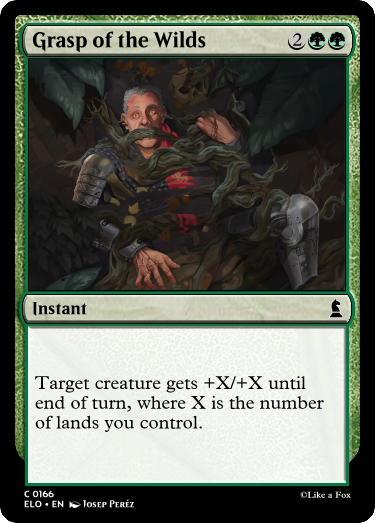 Grasp of the Wilds 2
Instant
Target creature gets +X/+X until
end of turn, where X is the number
of lands you control.
C 0166
ELO • EN Josep Peréz
©Like a Fox